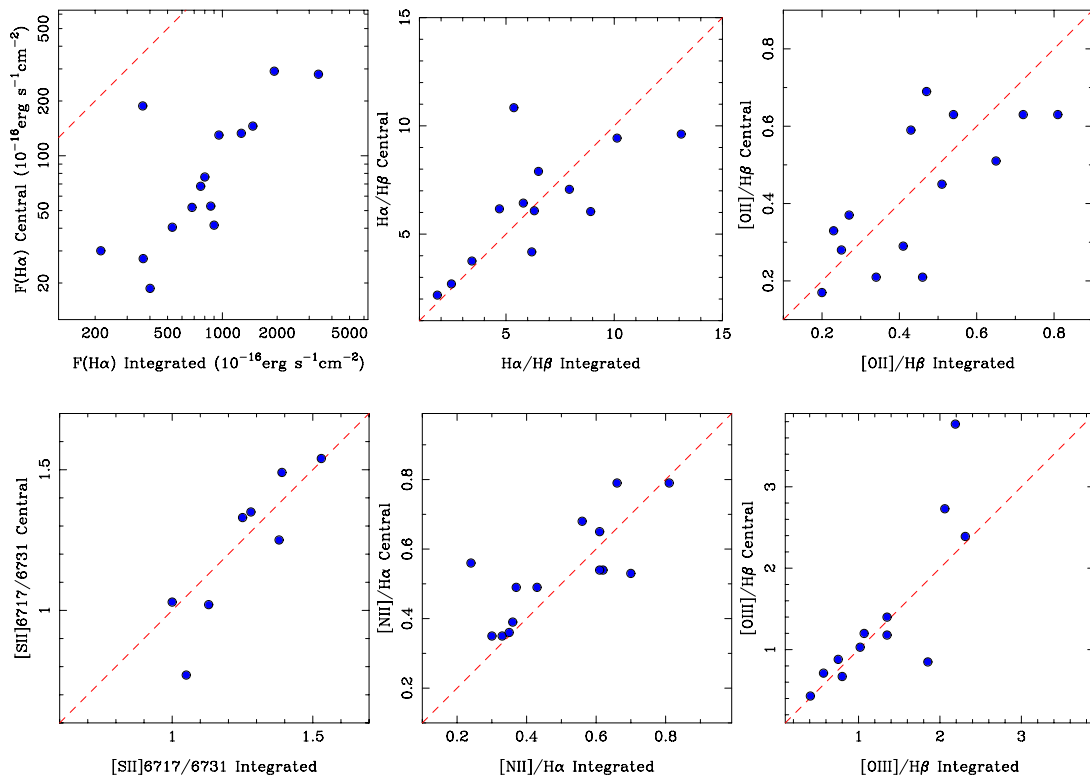 F(Hα) Central (10⁻¹⁶erg s⁻¹cm⁻²)
500
200
100
50
20
200 500 1000 2000 5000
F(Hα) Integrated (10⁻¹⁶erg s⁻¹cm⁻²)
Hα/Hβ Central
15
10
5
5 10 15
Hα/Hβ Integrated
[OII]/Hβ Central
0.8
0.6
0.4
0.2
0.2 0.4 0.6 0.8
[OII]/Hβ Integrated
[SII]6717/6731 Central
1.5
1
1 1.5
[SII]6717/6731 Integrated
[NII]/Hα Central
0.8
0.6
0.4
0.2
0.2 0.4 0.6 0.8
[NII]/Hα Integrated
[OIII]/Hβ Central
3
2
1
1 2 3
[OIII]/Hβ Integrated